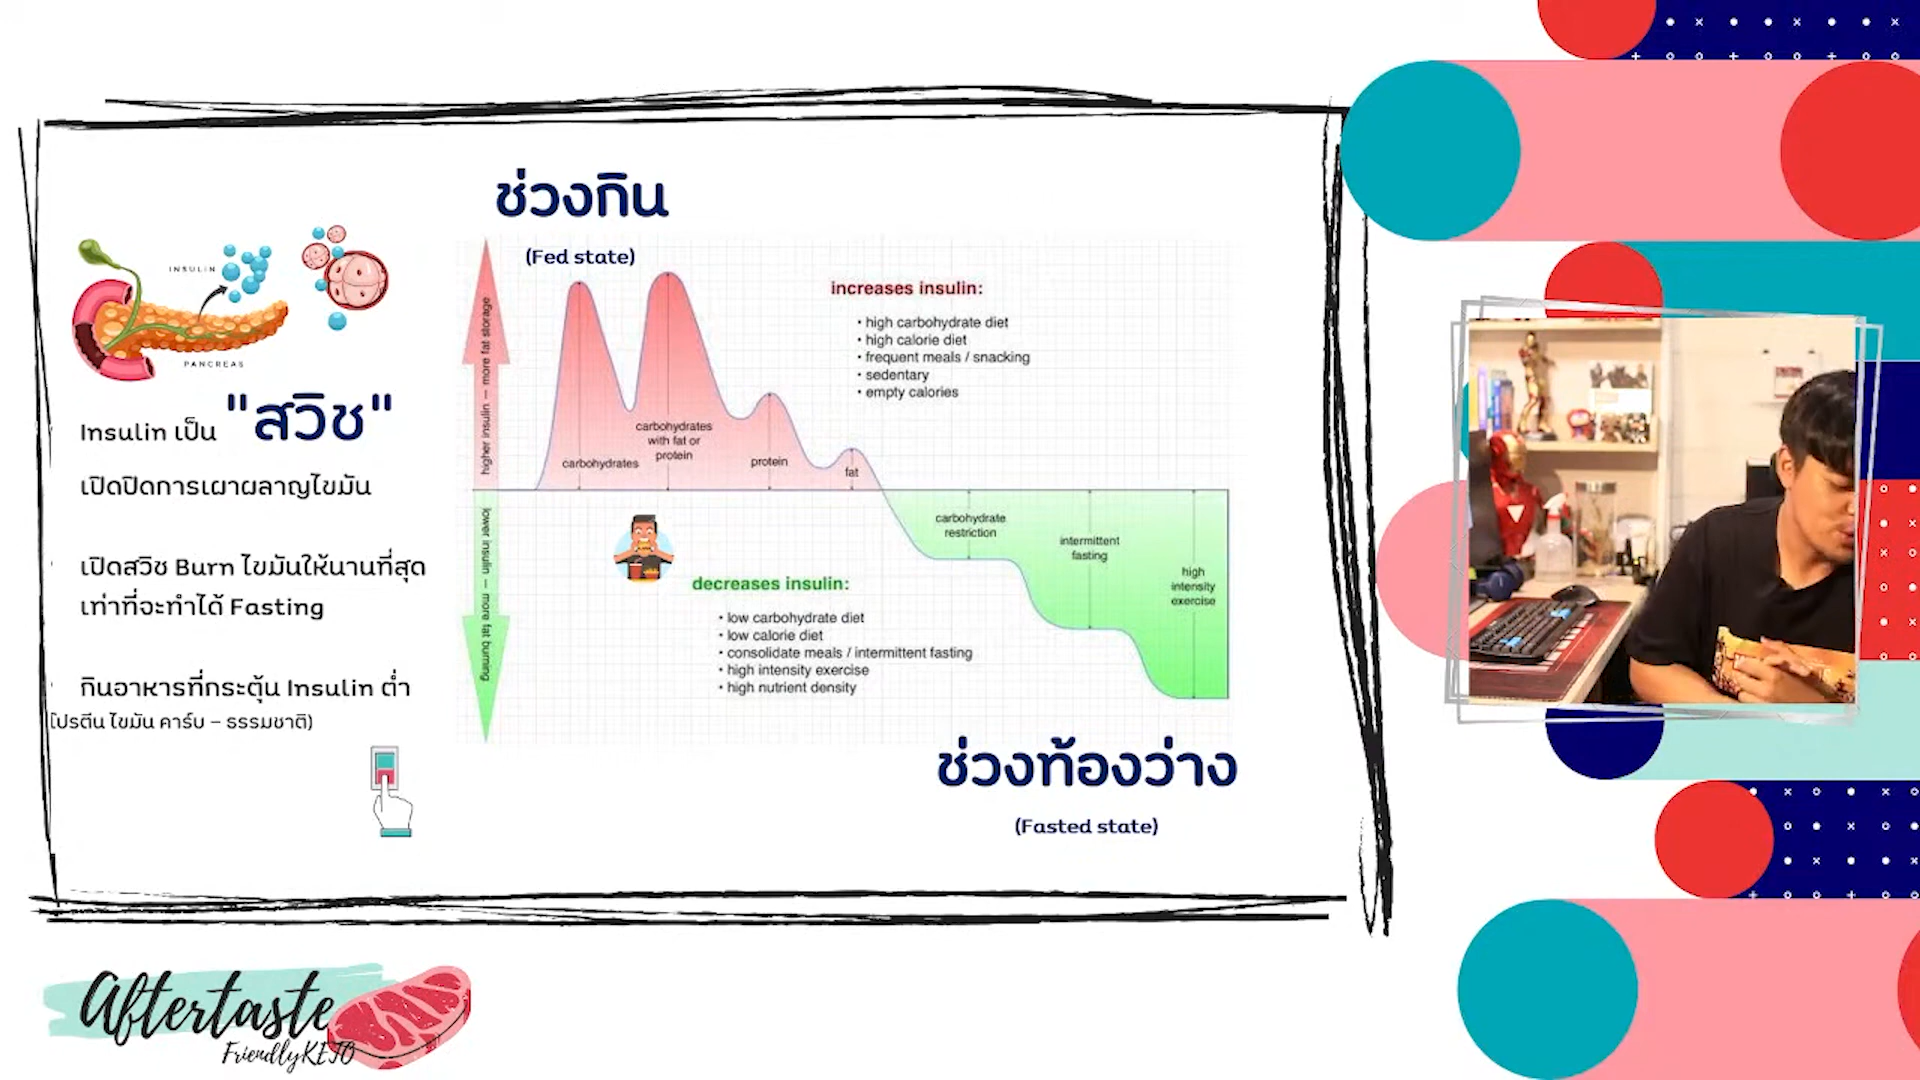 ช่วงกิน
(Fed state)
INSULIN
PANCREAS
Insulin เป็น "สวิช"
เปิดปิดการเผาผลาญไขมัน
เปิดสวิช Burn ไขมันให้นานที่สุด
เท่าที่จะทำได้ Fasting
กินอาหารที่กระตุ้น Insulin ต่ำ
(โปรตีน ไขมัน คาร์บ – ธรรมชาติ)
higher insulin — more fat storage
lower insulin — more fat burning
carbohydrates
carbohydrates
with fat or
protein
protein
fat
increases insulin:
• high carbohydrate diet
• high calorie diet
• frequent meals / snacking
• sedentary
• empty calories
carbohydrate
restriction
intermittent
fasting
high
intensity
exercise
decreases insulin:
• low carbohydrate diet
• low calorie diet
• consolidate meals / intermittent fasting
• high intensity exercise
• high nutrient density
ช่วงท้องว่าง
(Fasted state)
Aftertaste
FriendlyKETO